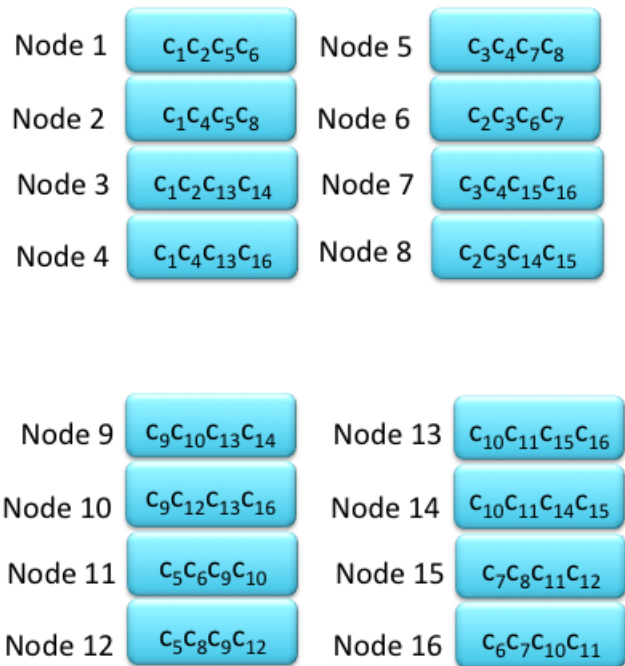 Node 1 C₁C₂C₅C₆ Node 5 C₃C₄C₇C₈
Node 2 C₁C₄C₅C₈ Node 6 C₂C₃C₆C₇
Node 3 C₁C₂C₁₃C₁₄ Node 7 C₃C₄C₁₅C₁₆
Node 4 C₁C₄C₁₃C₁₆ Node 8 C₂C₃C₁₄C₁₅
Node 9 C₉C₁₀C₁₃C₁₄ Node 13 C₁₀C₁₁C₁₅C₁₆
Node 10 C₉C₁₂C₁₃C₁₆ Node 14 C₁₀C₁₁C₁₄C₁₅
Node 11 C₅C₆C₉C₁₀ Node 15 C₇C₈C₁₁C₁₂
Node 12 C₅C₈C₉C₁₂ Node 16 C₆C₇C₁₀C₁₁